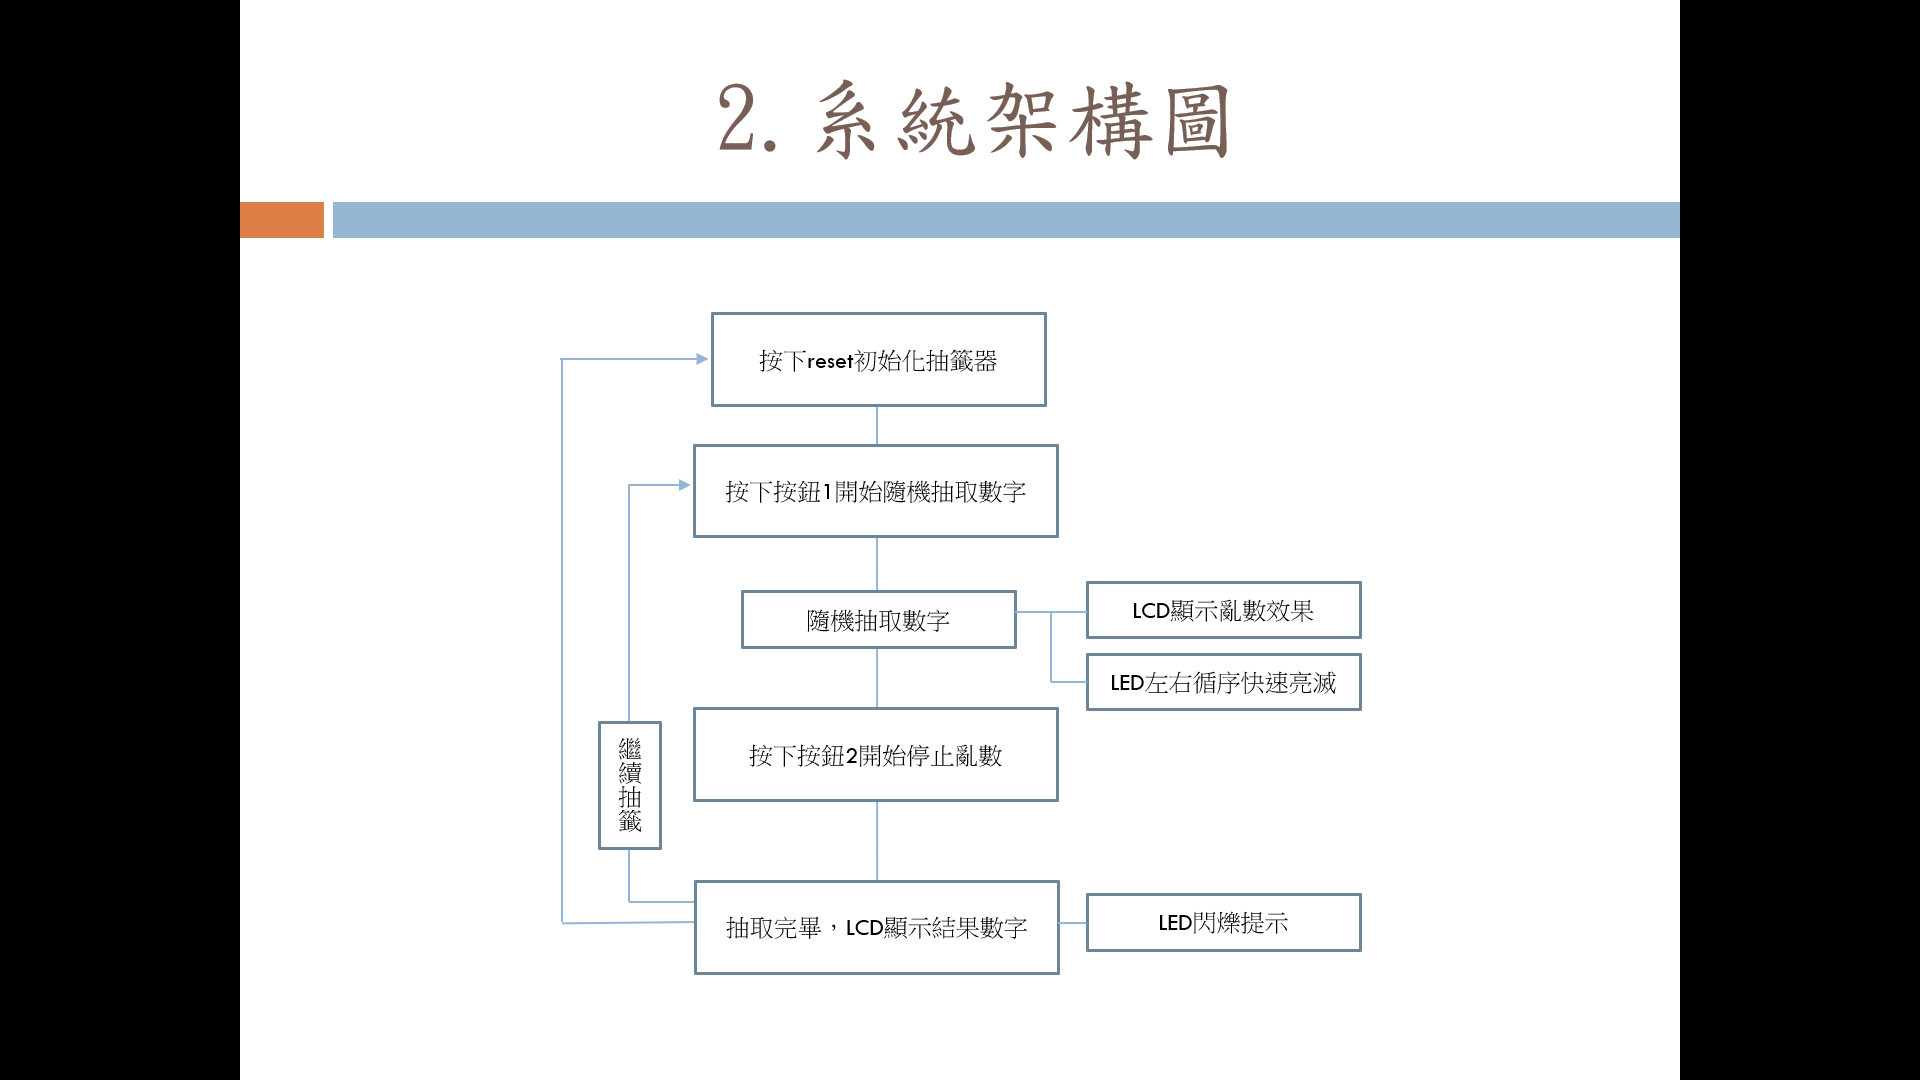 2.系統架構圖
按下reset初始化抽籤器
按下按鈕1開始隨機抽取數字
隨機抽取數字
LCD顯示亂數效果
LED左右循序快速亮滅
按下按鈕2開始停止亂數
繼續抽籤
抽取完畢，LCD顯示結果數字
LED閃爍提示